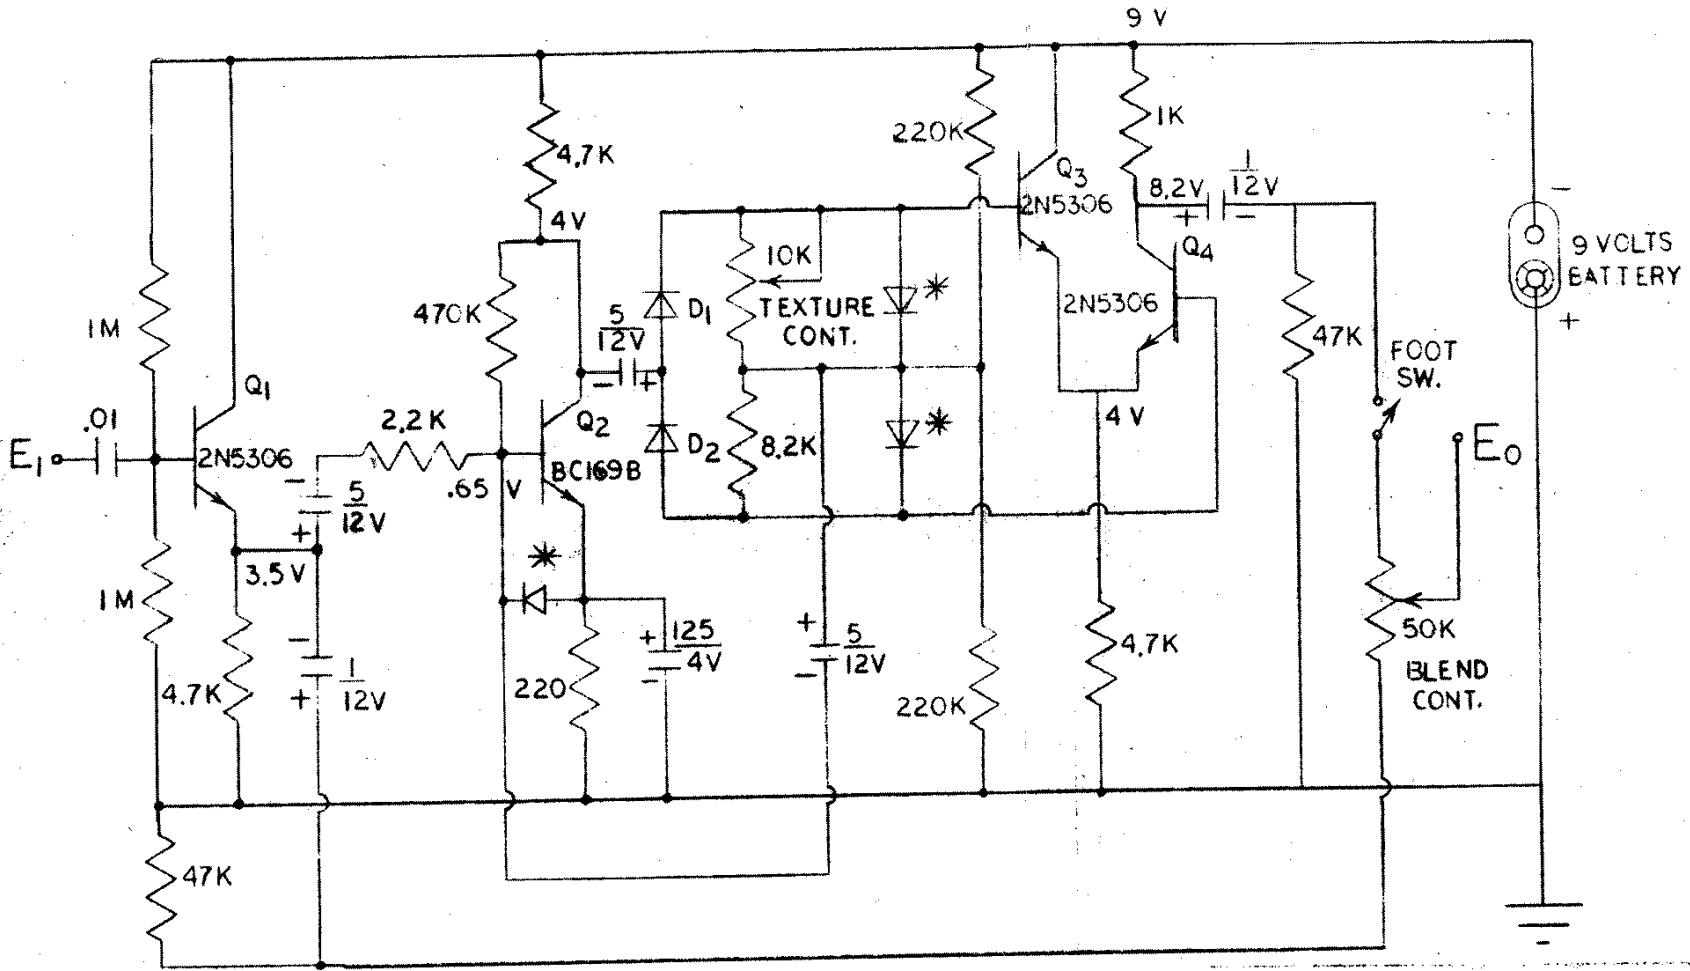 9 V
1K
220K
4.7K
Q3
1
12V
8.2V
+
-
2N5306
4V
Q4
-
9 VOLTS
BATTERY
+
10K
*
D1
TEXTURE
CONT.
2N5306
470K
5
12V
-
+
1M
47K
FOOT
SW.
Q1
.01
2.2K
Q2
4V
*
E1
2N5306
D2
8.2K
EO
BC169B
.65 V
-
5
12V
+
*
3.5V
1M
-
1
12V
+
4.7K
220
+
125
4V
-
+
5
12V
-
220K
4.7K
50K
BLEND
CONT.
47K